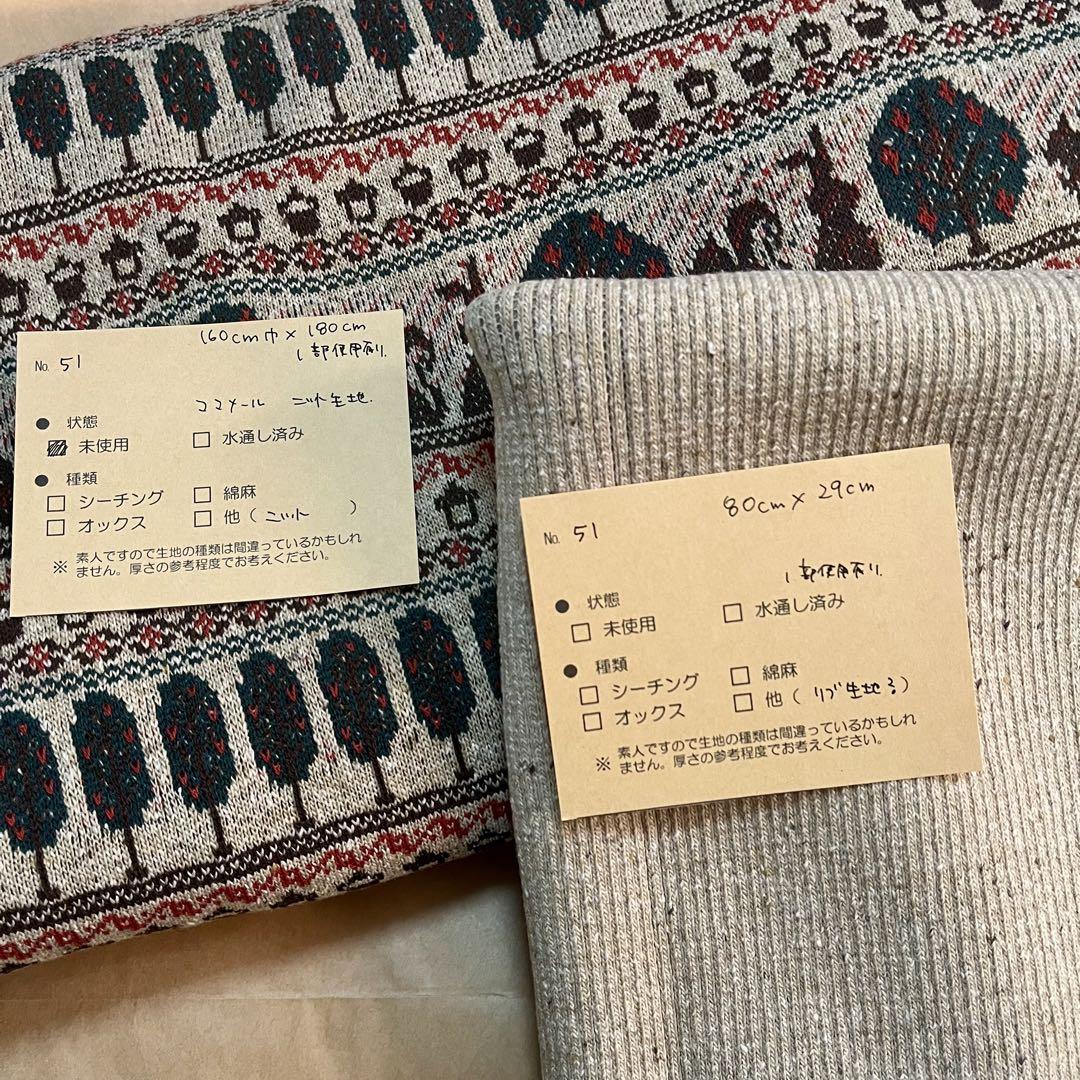 160cm巾×180cm
1部使用有り.
No. 51
ココメール ニット生地.
● 状態
未使用 □ 水通し済み
● 種類
□ シーチング □ 綿麻
□ オックス □ 他(ニット )
※ 素人ですので生地の種類は間違っているかもしれ
ません。厚さの参考程度でお考えください。
80cm×29cm
No. 51
1部使用有り.
● 状態
□ 未使用 □ 水通し済み
● 種類
□ シーチング □ 綿麻
□ オックス □ 他(リブ生地)
※ 素人ですので生地の種類は間違っているかもしれ
ません。厚さの参考程度でお考えください。